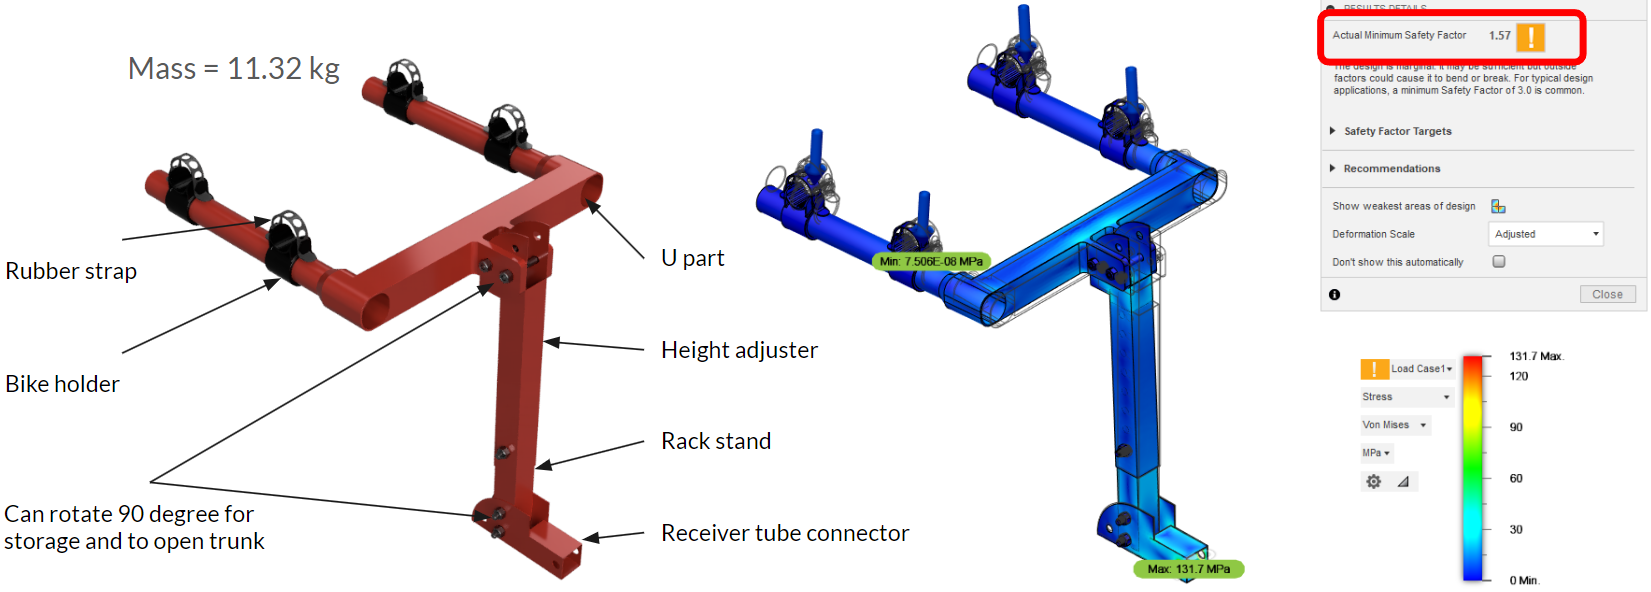 Mass = 11.32 kg
Rubber strap
Bike holder
Can rotate 90 degree for
storage and to open trunk
U part
Height adjuster
Rack stand
Receiver tube connector
Min: 7.506E-08 MPa
Max: 131.7 MPa
RESULTS DETAILS
Actual Minimum Safety Factor 1.57 !
The design is marginal. It may be sufficient but outside
factors could cause it to bend or break. For typical design
applications, a minimum Safety Factor of 3.0 is common.
Safety Factor Targets
Recommendations
Show weakest areas of design
Deformation Scale Adjusted
Don't show this automatically
Close
! Load Case1
Stress
Von Mises
MPa
131.7 Max.
120
90
60
30
0 Min.